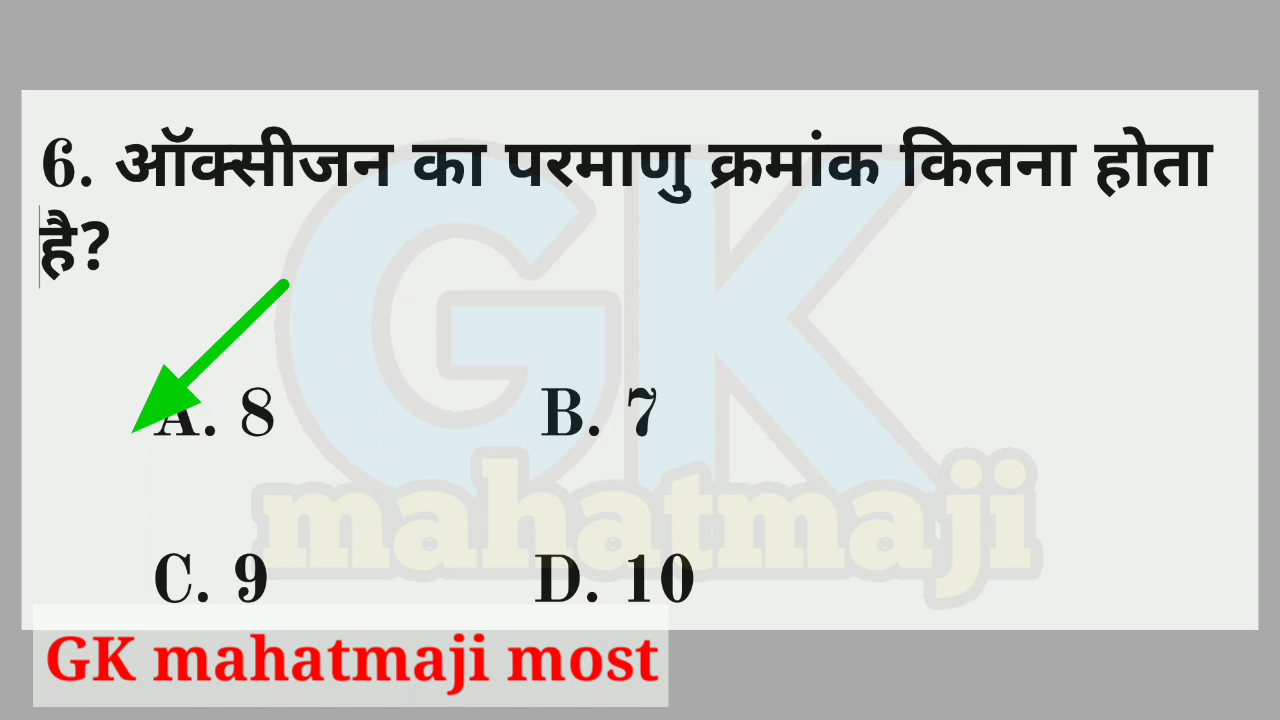 6. ऑक्सीजन का परमाणु क्रमांक कितना होता
है?
A. 8 B. 7
C. 9 D. 10
GK
mahatmaji
GK mahatmaji most